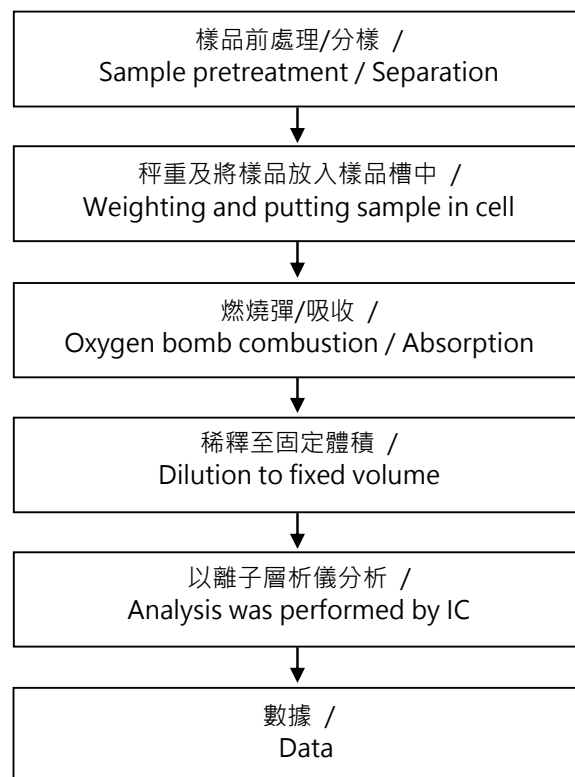 樣品前處理/分樣 /
Sample pretreatment / Separation
秤重及將樣品放入樣品槽中 /
Weighting and putting sample in cell
燃燒彈/吸收 /
Oxygen bomb combustion / Absorption
稀釋至固定體積 /
Dilution to fixed volume
以離子層析儀分析 /
Analysis was performed by IC
數據 /
Data